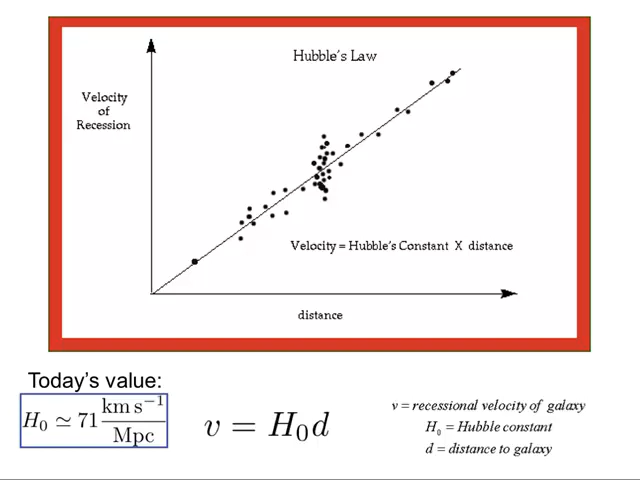 Hubble's Law
Velocity
of
Recession
Velocity = Hubble's Constant X distance
distance
Today's value:
H₀ ≃ 71 km s⁻¹ / Mpc
v = H₀d
v = recessional velocity of galaxy
H₀ = Hubble constant
d = distance to galaxy